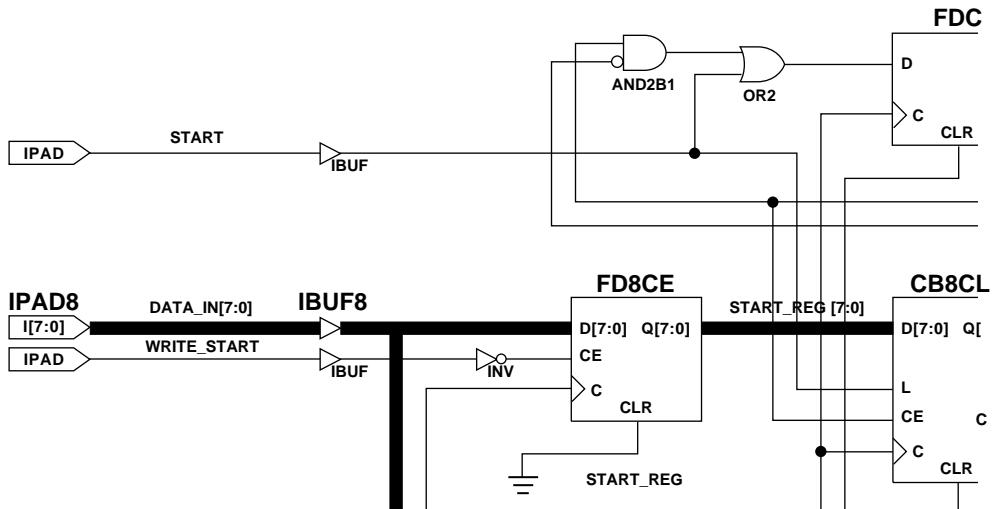 FDC
AND2B1
OR2
D
C
CLR
START
IPAD
IBUF
IPAD8
DATA_IN[7:0]
IBUF8
FD8CE
START_REG [7:0]
CB8CL
I[7:0]
D[7:0] Q[7:0]
D[7:0] Q[
IPAD
WRITE_START
IBUF
INV
CE
C
CLR
L
CE
C
C
CLR
START_REG